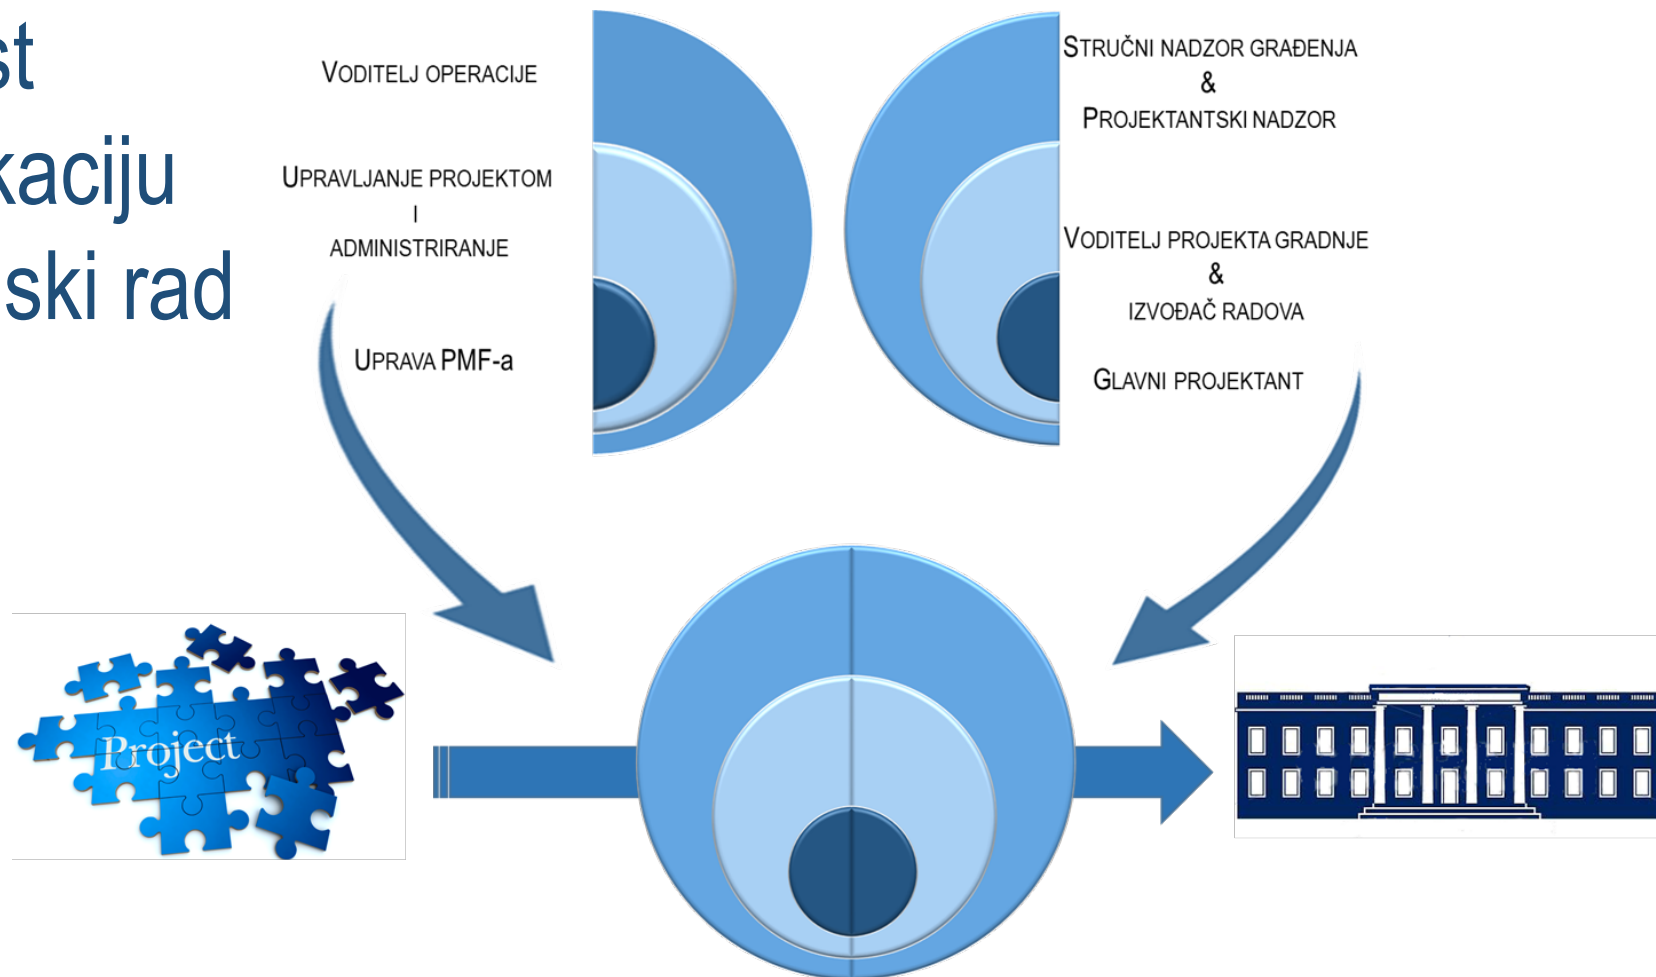 st
kaciju
ski rad
VODITELJ OPERACIJE
UPRAVLJANJE PROJEKTOM
I
ADMINISTRIRANJE
UPRAVA PMF-a
STRUČNI NADZOR GRAĐENJA
&
PROJEKTANTSKI NADZOR
VODITELJ PROJEKTA GRADNJE
&
IZVOĐAČ RADOVA
GLAVNI PROJEKTANT
Project